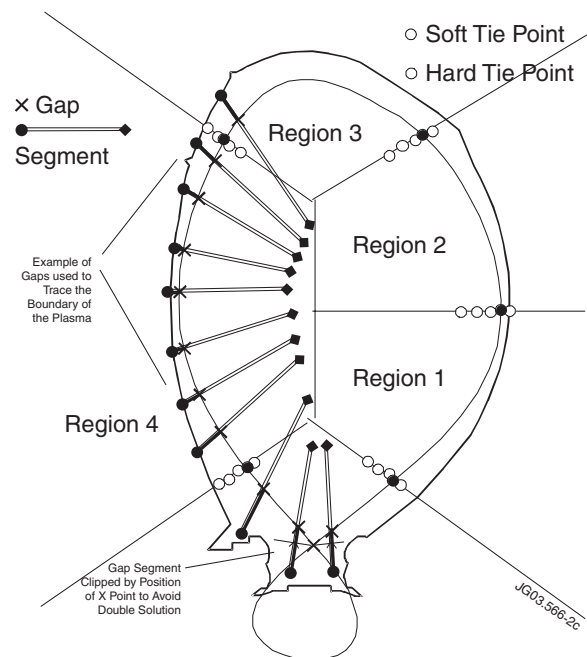 Soft Tie Point
Hard Tie Point
× Gap
Segment
Region 3
Region 2
Example of
Gaps used to
Trace the
Boundary of
the Plasma
Region 1
Region 4
Gap Segment
Clipped by Position
of X Point to Avoid
Double Solution
JG03.566-2c